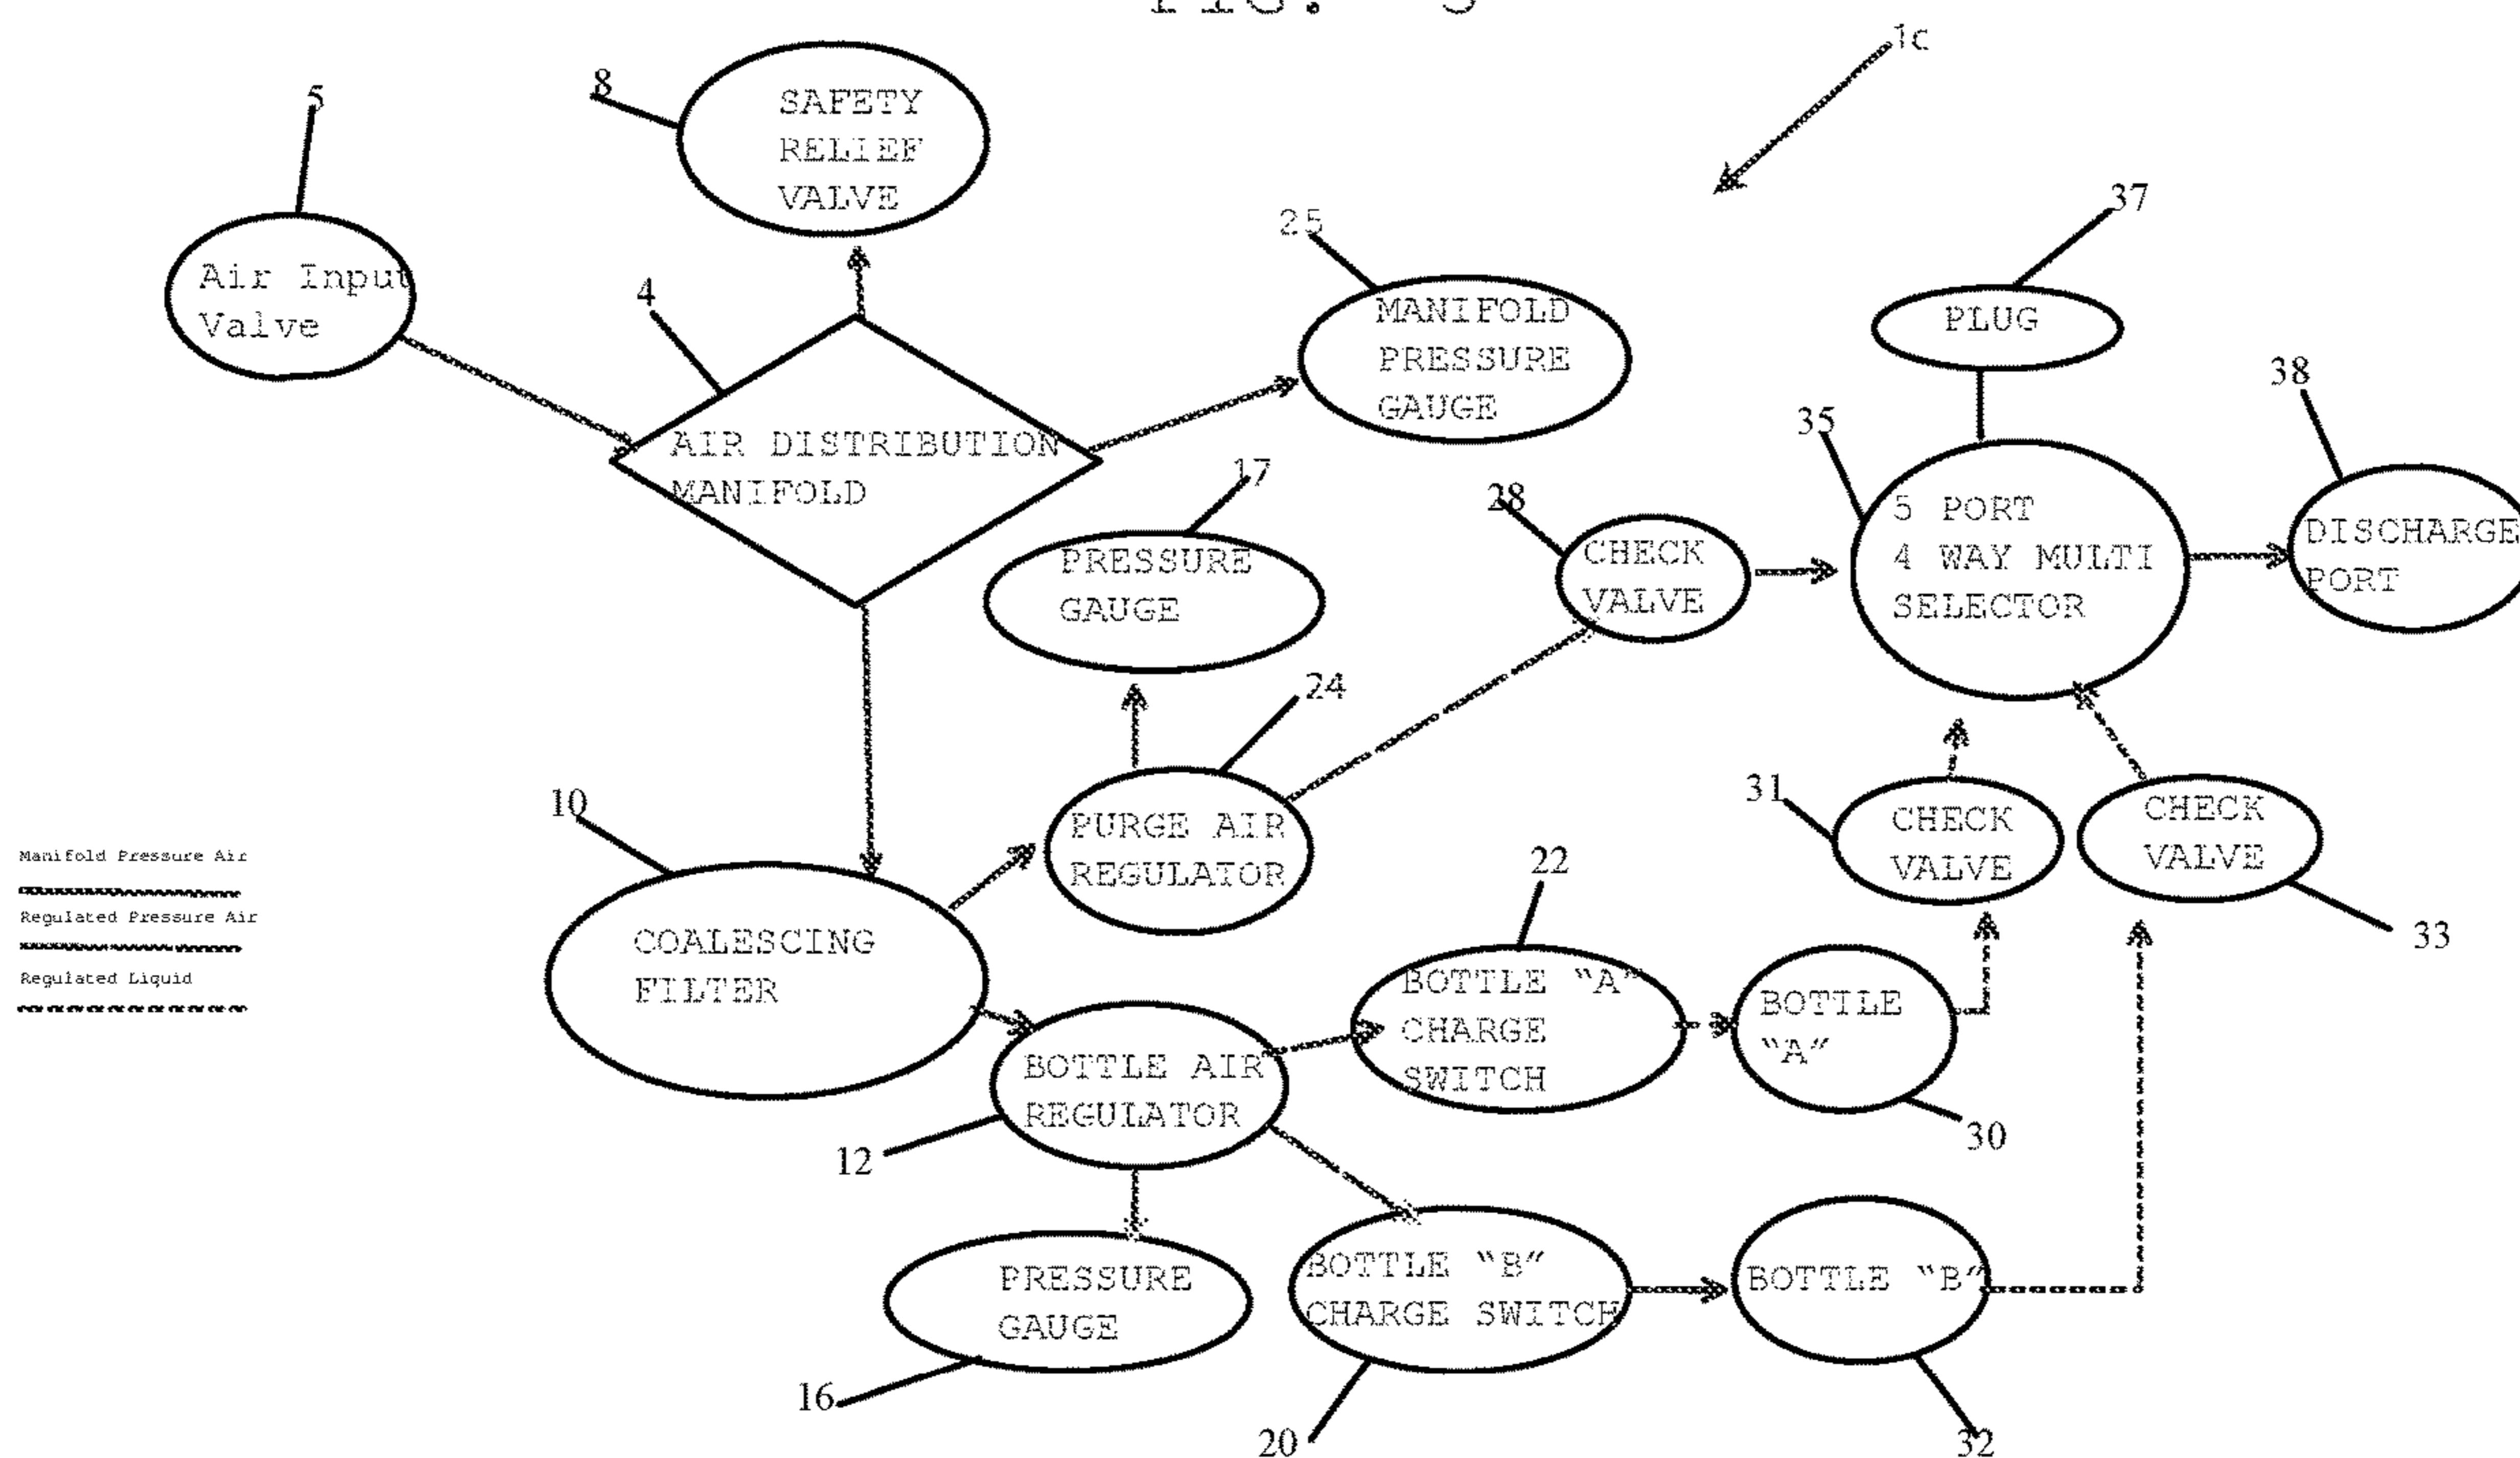 1c
5
8
SAFETY
RELIEF
VALVE
Air Input
Valve
4
25
MANIFOLD
PRESSURE
GAUGE
37
PLUG
38
35
AIR DISTRIBUTION
MANIFOLD
17
PRESSURE
GAUGE
28
CHECK
VALVE
5 PORT
4 WAY MULTI
SELECTOR
DISCHARGE
PORT
24
10
PURGE AIR
REGULATOR
31
CHECK
VALVE
CHECK
VALVE
33
Manifold Pressure Air
Regulated Pressure Air
Regulated Liquid
COALESCING
FILTER
22
BOTTLE “A”
CHARGE
SWITCH
BOTTLE
“A”
30
BOTTLE AIR
REGULATOR
12
PRESSURE
GAUGE
16
BOTTLE “B”
CHARGE SWITCH
20
BOTTLE “B”
32